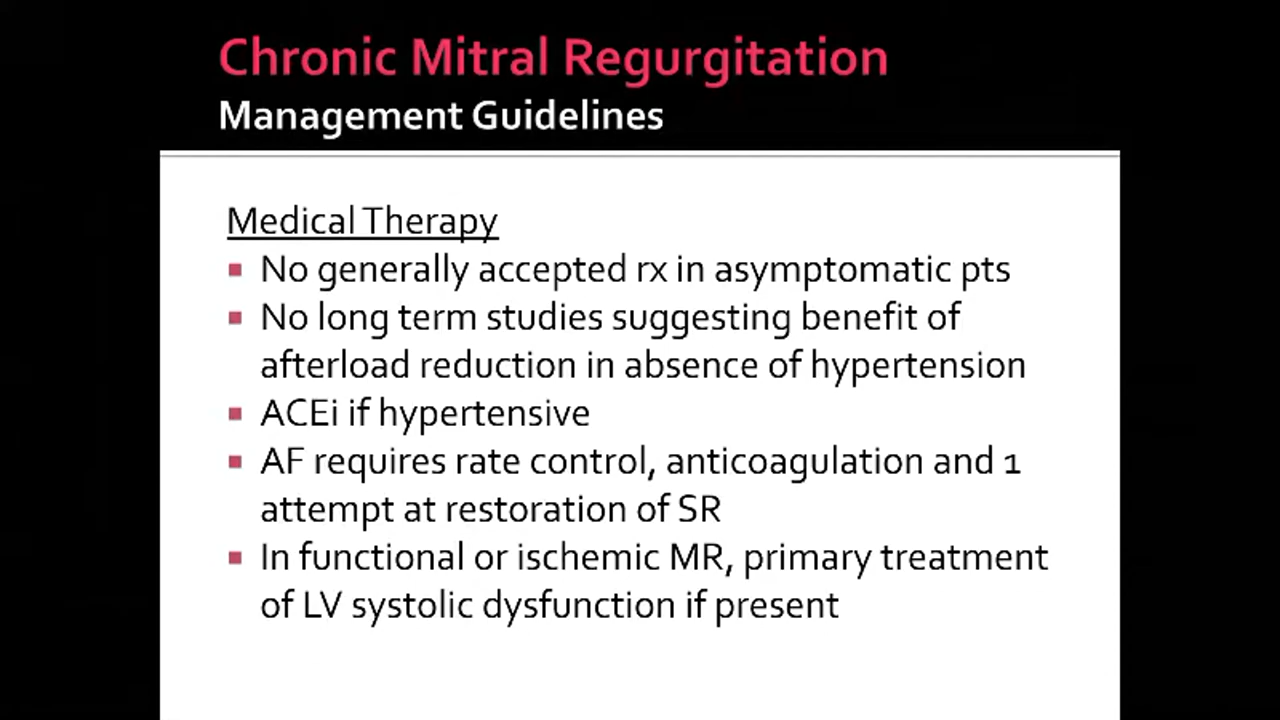 Chronic Mitral Regurgitation
Management Guidelines
Medical Therapy
No generally accepted rx in asymptomatic pts
No long term studies suggesting benefit of
afterload reduction in absence of hypertension
ACEi if hypertensive
AF requires rate control, anticoagulation and 1
attempt at restoration of SR
In functional or ischemic MR, primary treatment
of LV systolic dysfunction if present